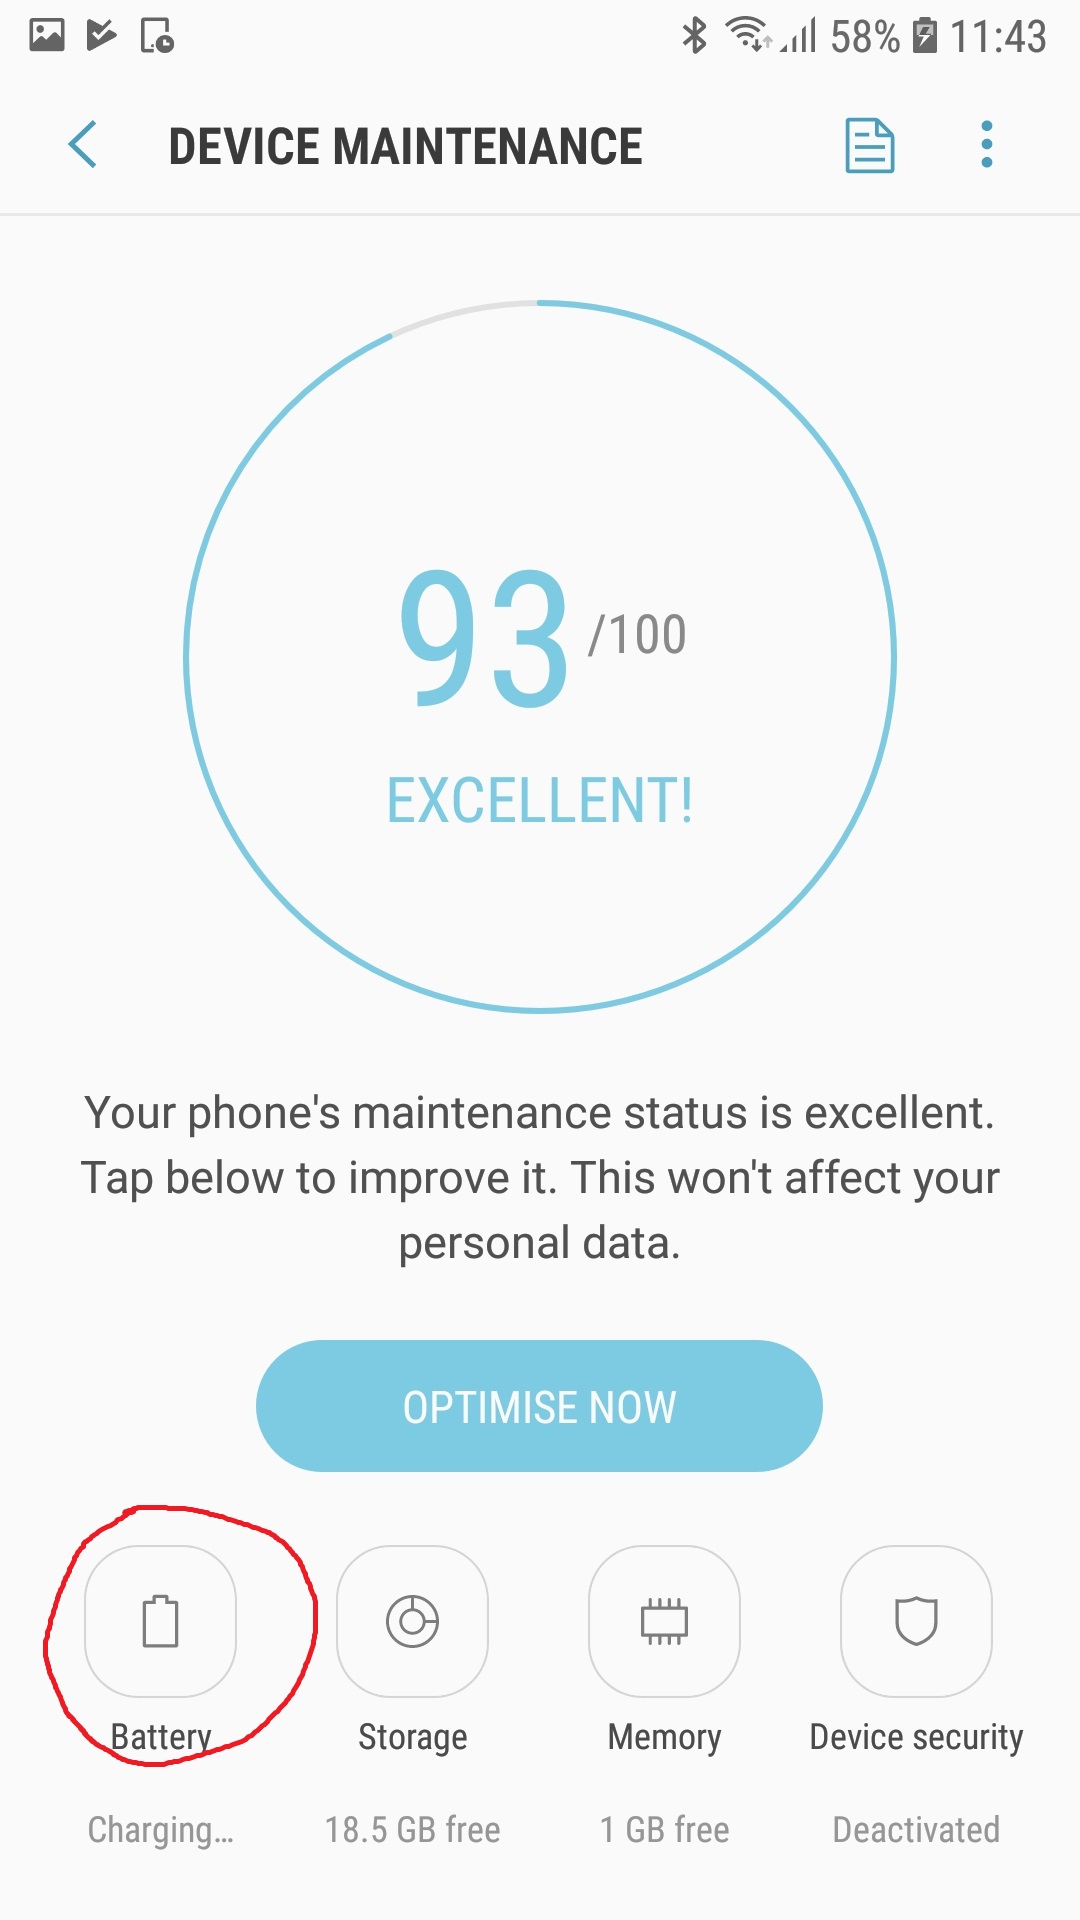 58% 11:43
DEVICE MAINTENANCE
93 /100
EXCELLENT!
Your phone's maintenance status is excellent.
Tap below to improve it. This won't affect your
personal data.
OPTIMISE NOW
Battery Storage Memory Device security
Charging... 18.5 GB free 1 GB free Deactivated